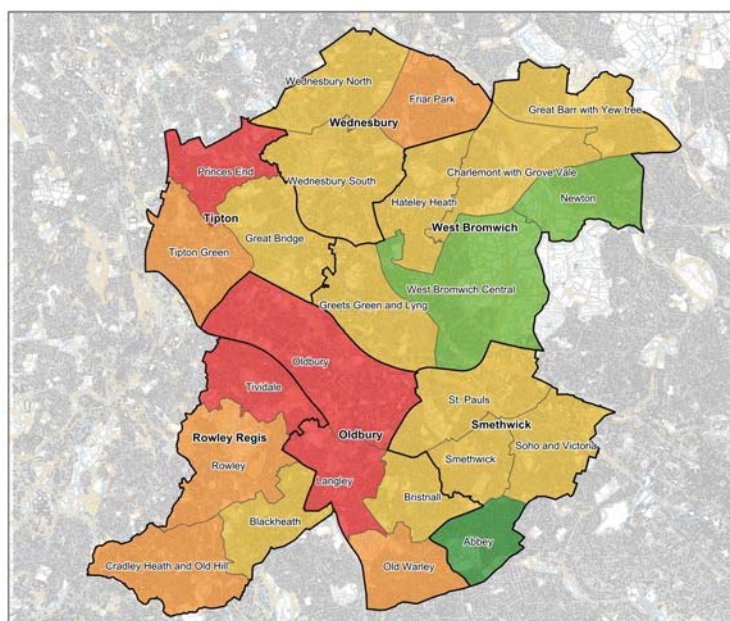 Wednesbury North
Friar Park
Great Barr with Yew tree
Wednesbury
Princes End
Wednesbury South
Charlemont with Grove Vale
Hateley Heath
Newton
Tipton
West Bromwich
Great Bridge
Tipton Green
West Bromwich Central
Greets Green and Lyng
Oldbury
Tividale
St. Pauls
Smethwick
Rowley Regis
Oldbury
Soho and Victoria
Smethwick
Rowley
Langley
Bristnall
Blackheath
Abbey
Cradley Heath and Old Hill
Old Warley